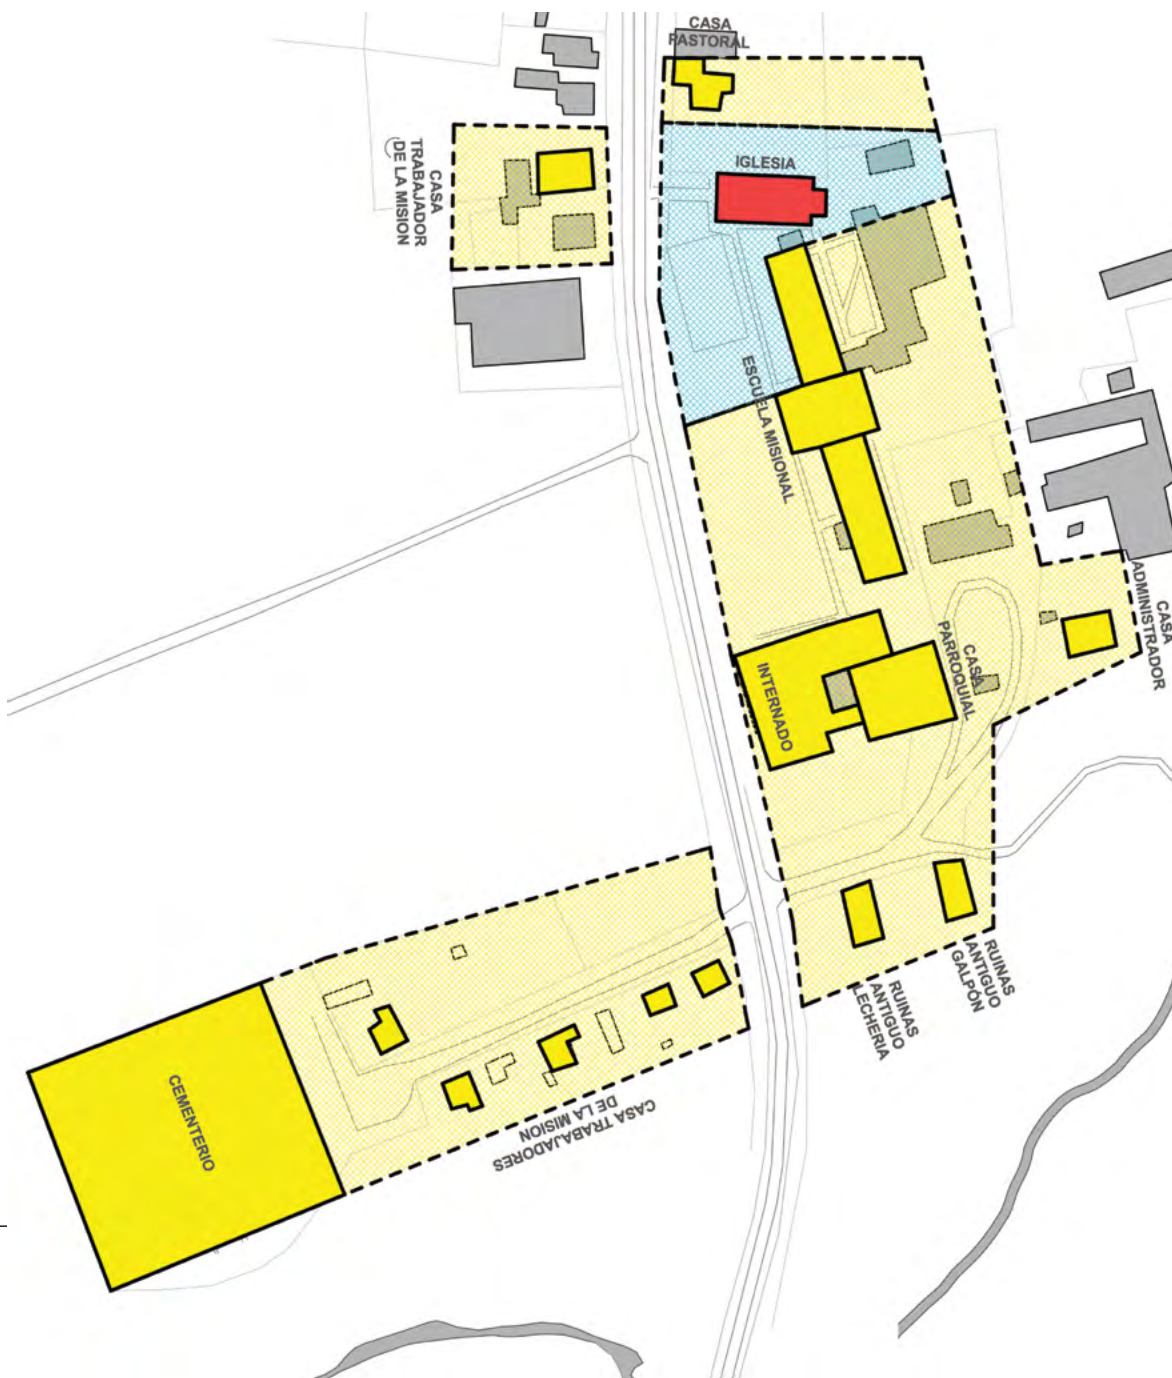 CASA
PASTORAL
CASA
TRABAJADOR
DE LA MISION
IGLESIA
ESCUELA MISIONAL
CASA
ADMINISTRADOR
CASA
PARROQUIAL
INTERNADO
RUINAS
ANTIGUO
GALPÓN
RUINAS
ANTIGUO
LECHERIA
CASA TRABAJADORES
DE LA MISION
CEMENTERIO